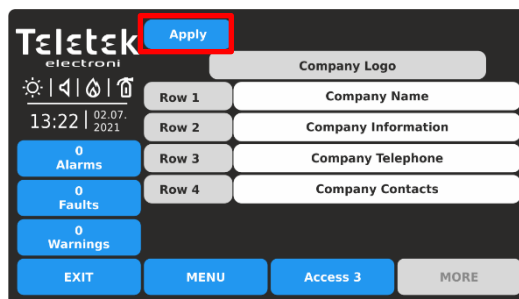 Teletek
electroni
13:22 02.07.
2021
0
Alarms
0
Faults
0
Warnings
EXIT
Apply
Company Logo
Row 1 Company Name
Row 2 Company Information
Row 3 Company Telephone
Row 4 Company Contacts
MENU
Access 3
MORE